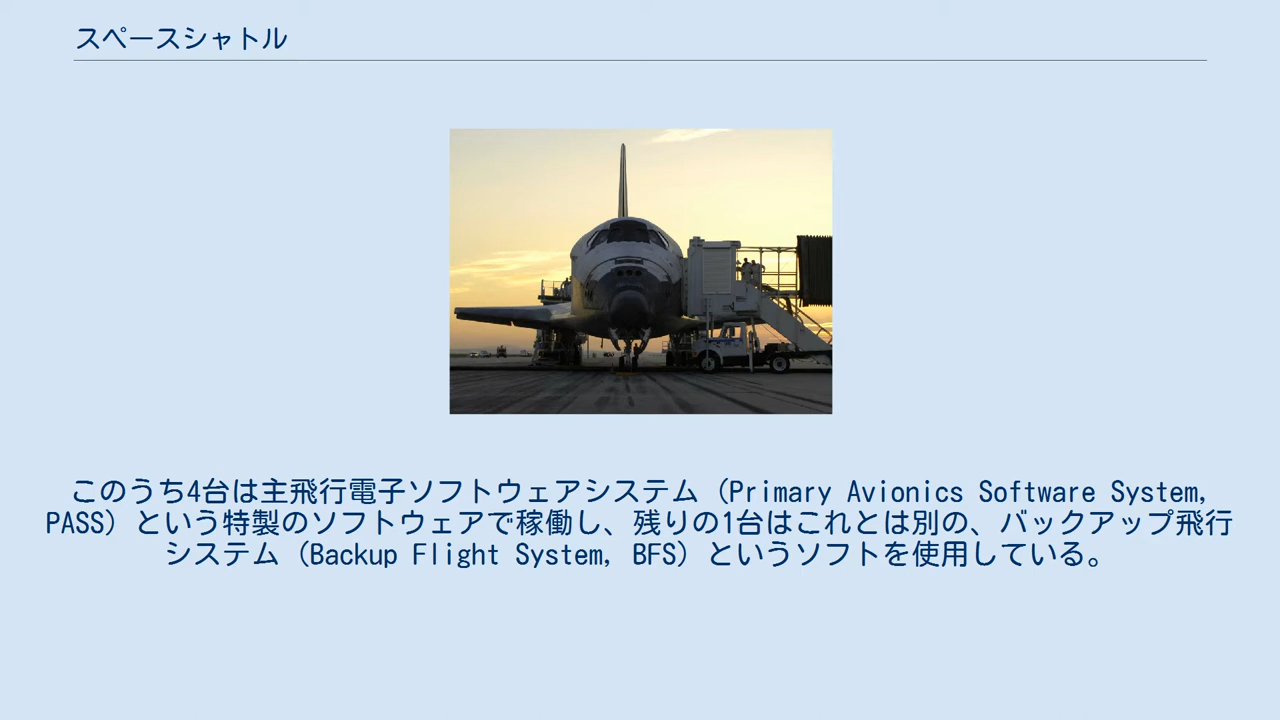 スペースシャトル
このうち4台は主飛行電子ソフトウェアシステム（Primary Avionics Software System,
PASS）という特製のソフトウェアで稼働し、残りの1台はこれとは別の、バックアップ飛行
システム（Backup Flight System, BFS）というソフトを使用している。